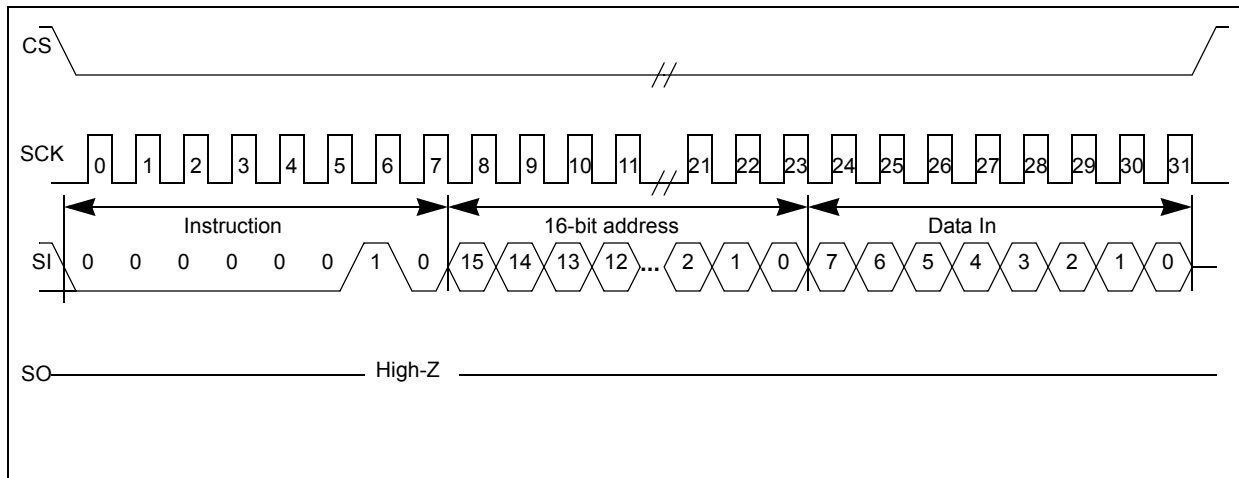 CS
SCK 0 1 2 3 4 5 6 7 8 9 10 11 21 22 23 24 25 26 27 28 29 30 31
Instruction 16-bit address Data In
SI 0 0 0 0 0 0 1 0 15 14 13 12 ... 2 1 0 7 6 5 4 3 2 1 0
SO High-Z